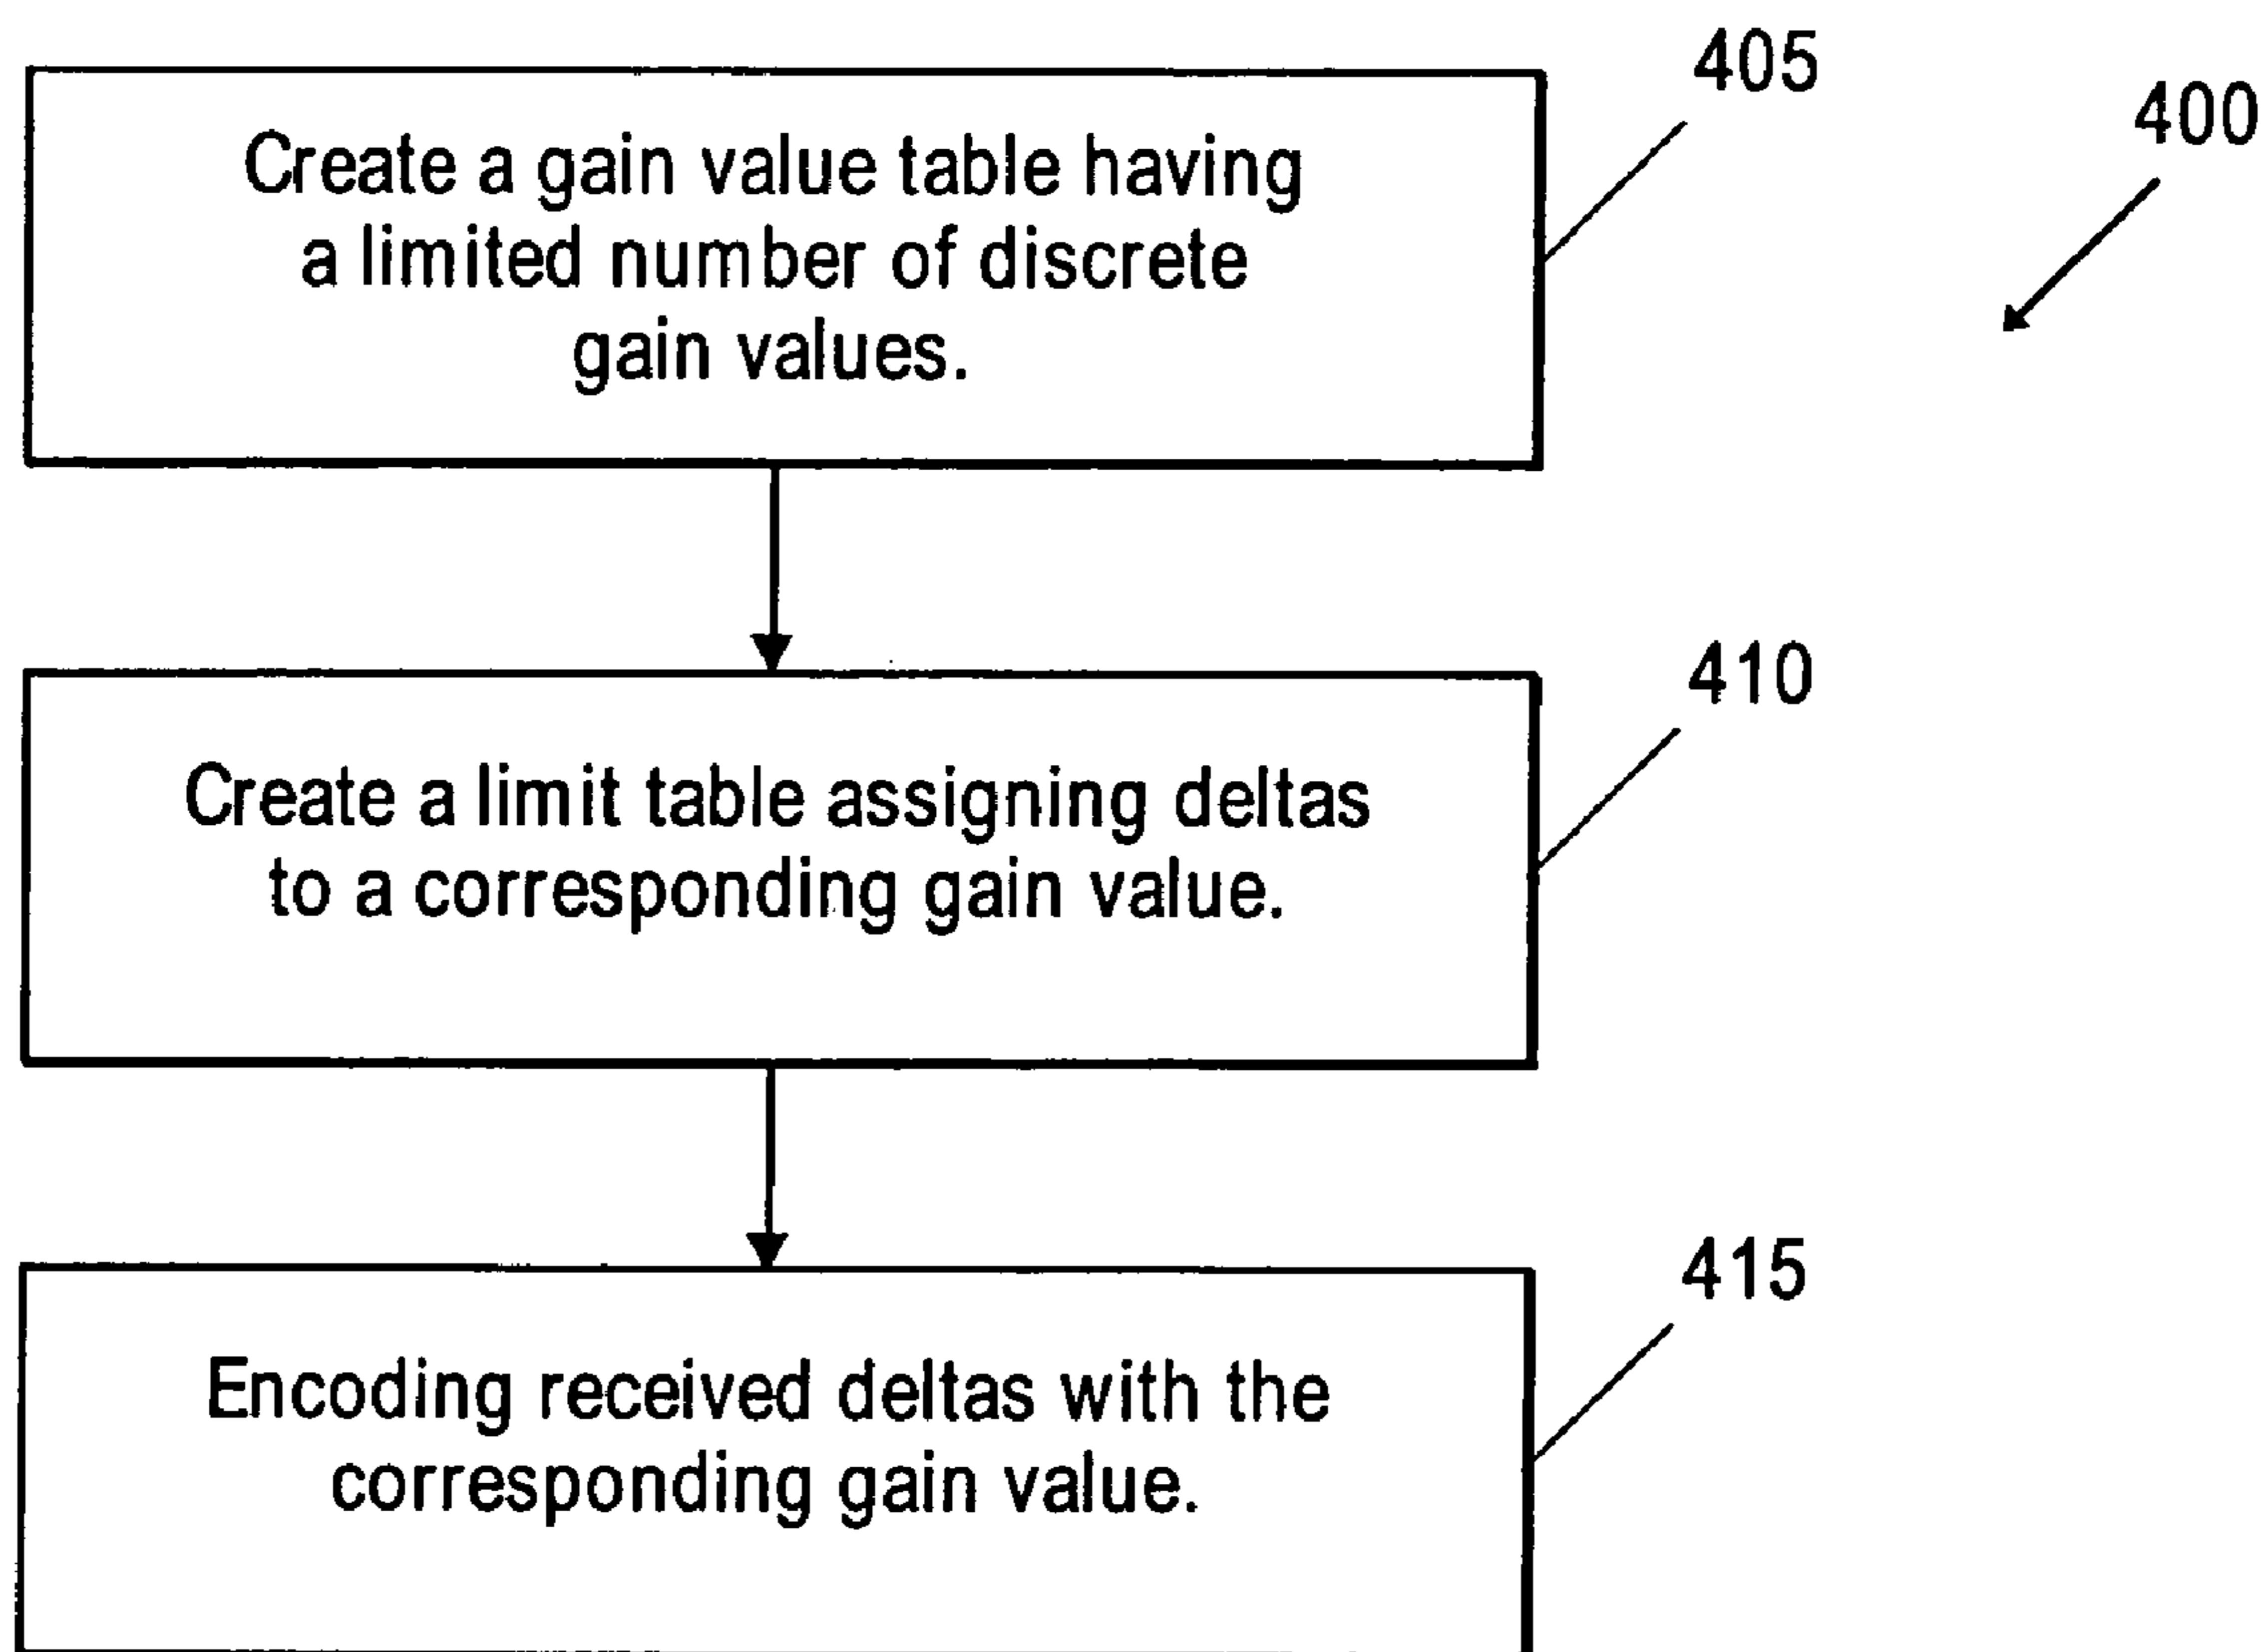 405
400
Create a gain value table having
a limited number of discrete
gain values.
410
Create a limit table assigning deltas
to a corresponding gain value.
415
Encoding received deltas with the
corresponding gain value.